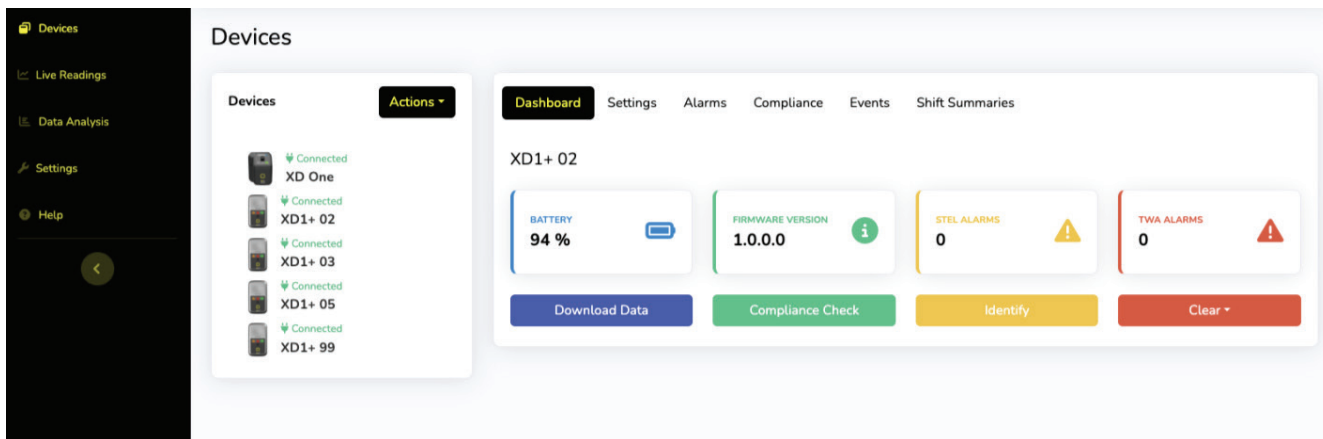 Devices
Live Readings
Data Analysis
Settings
Help
Devices
Devices
Actions
Connected
XD One
Connected
XD1+ 02
Connected
XD1+ 03
Connected
XD1+ 05
Connected
XD1+ 99
Dashboard Settings Alarms Compliance Events Shift Summaries
XD1+ 02
BATTERY
94 %
FIRMWARE VERSION
1.0.0.0
STEL ALARMS
0
TWA ALARMS
0
Download Data
Compliance Check
Identify
Clear